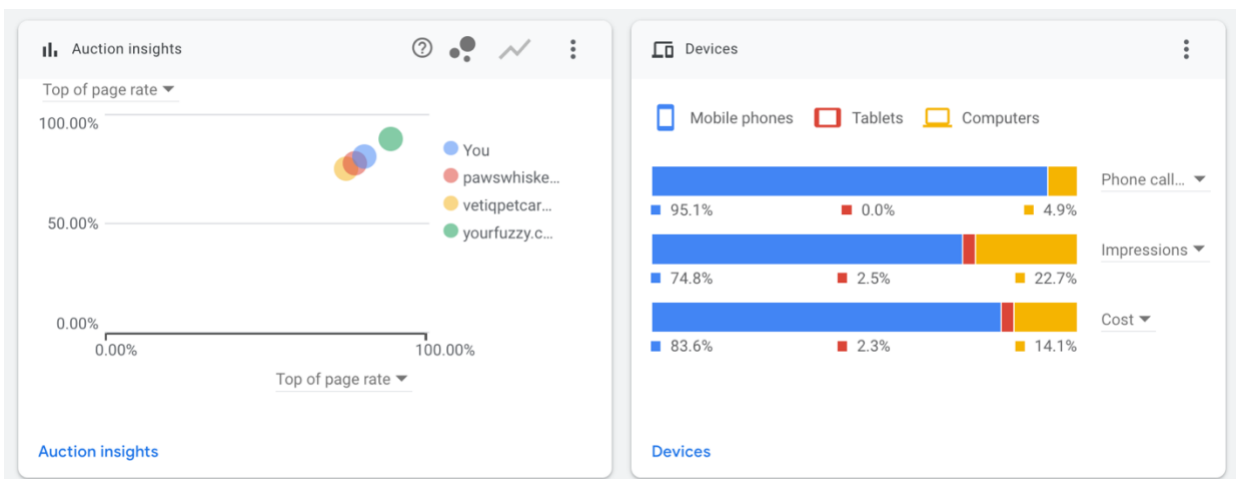 Auction insights
Top of page rate
100.00%
50.00%
0.00%
0.00%
100.00%
Top of page rate
You
pawswhiske...
vetiqpetcar...
yourfuzzy.c...
Auction insights
Devices
Mobile phones
Tablets
Computers
Phone call...
95.1%
0.0%
4.9%
Impressions
74.8%
2.5%
22.7%
Cost
83.6%
2.3%
14.1%
Devices